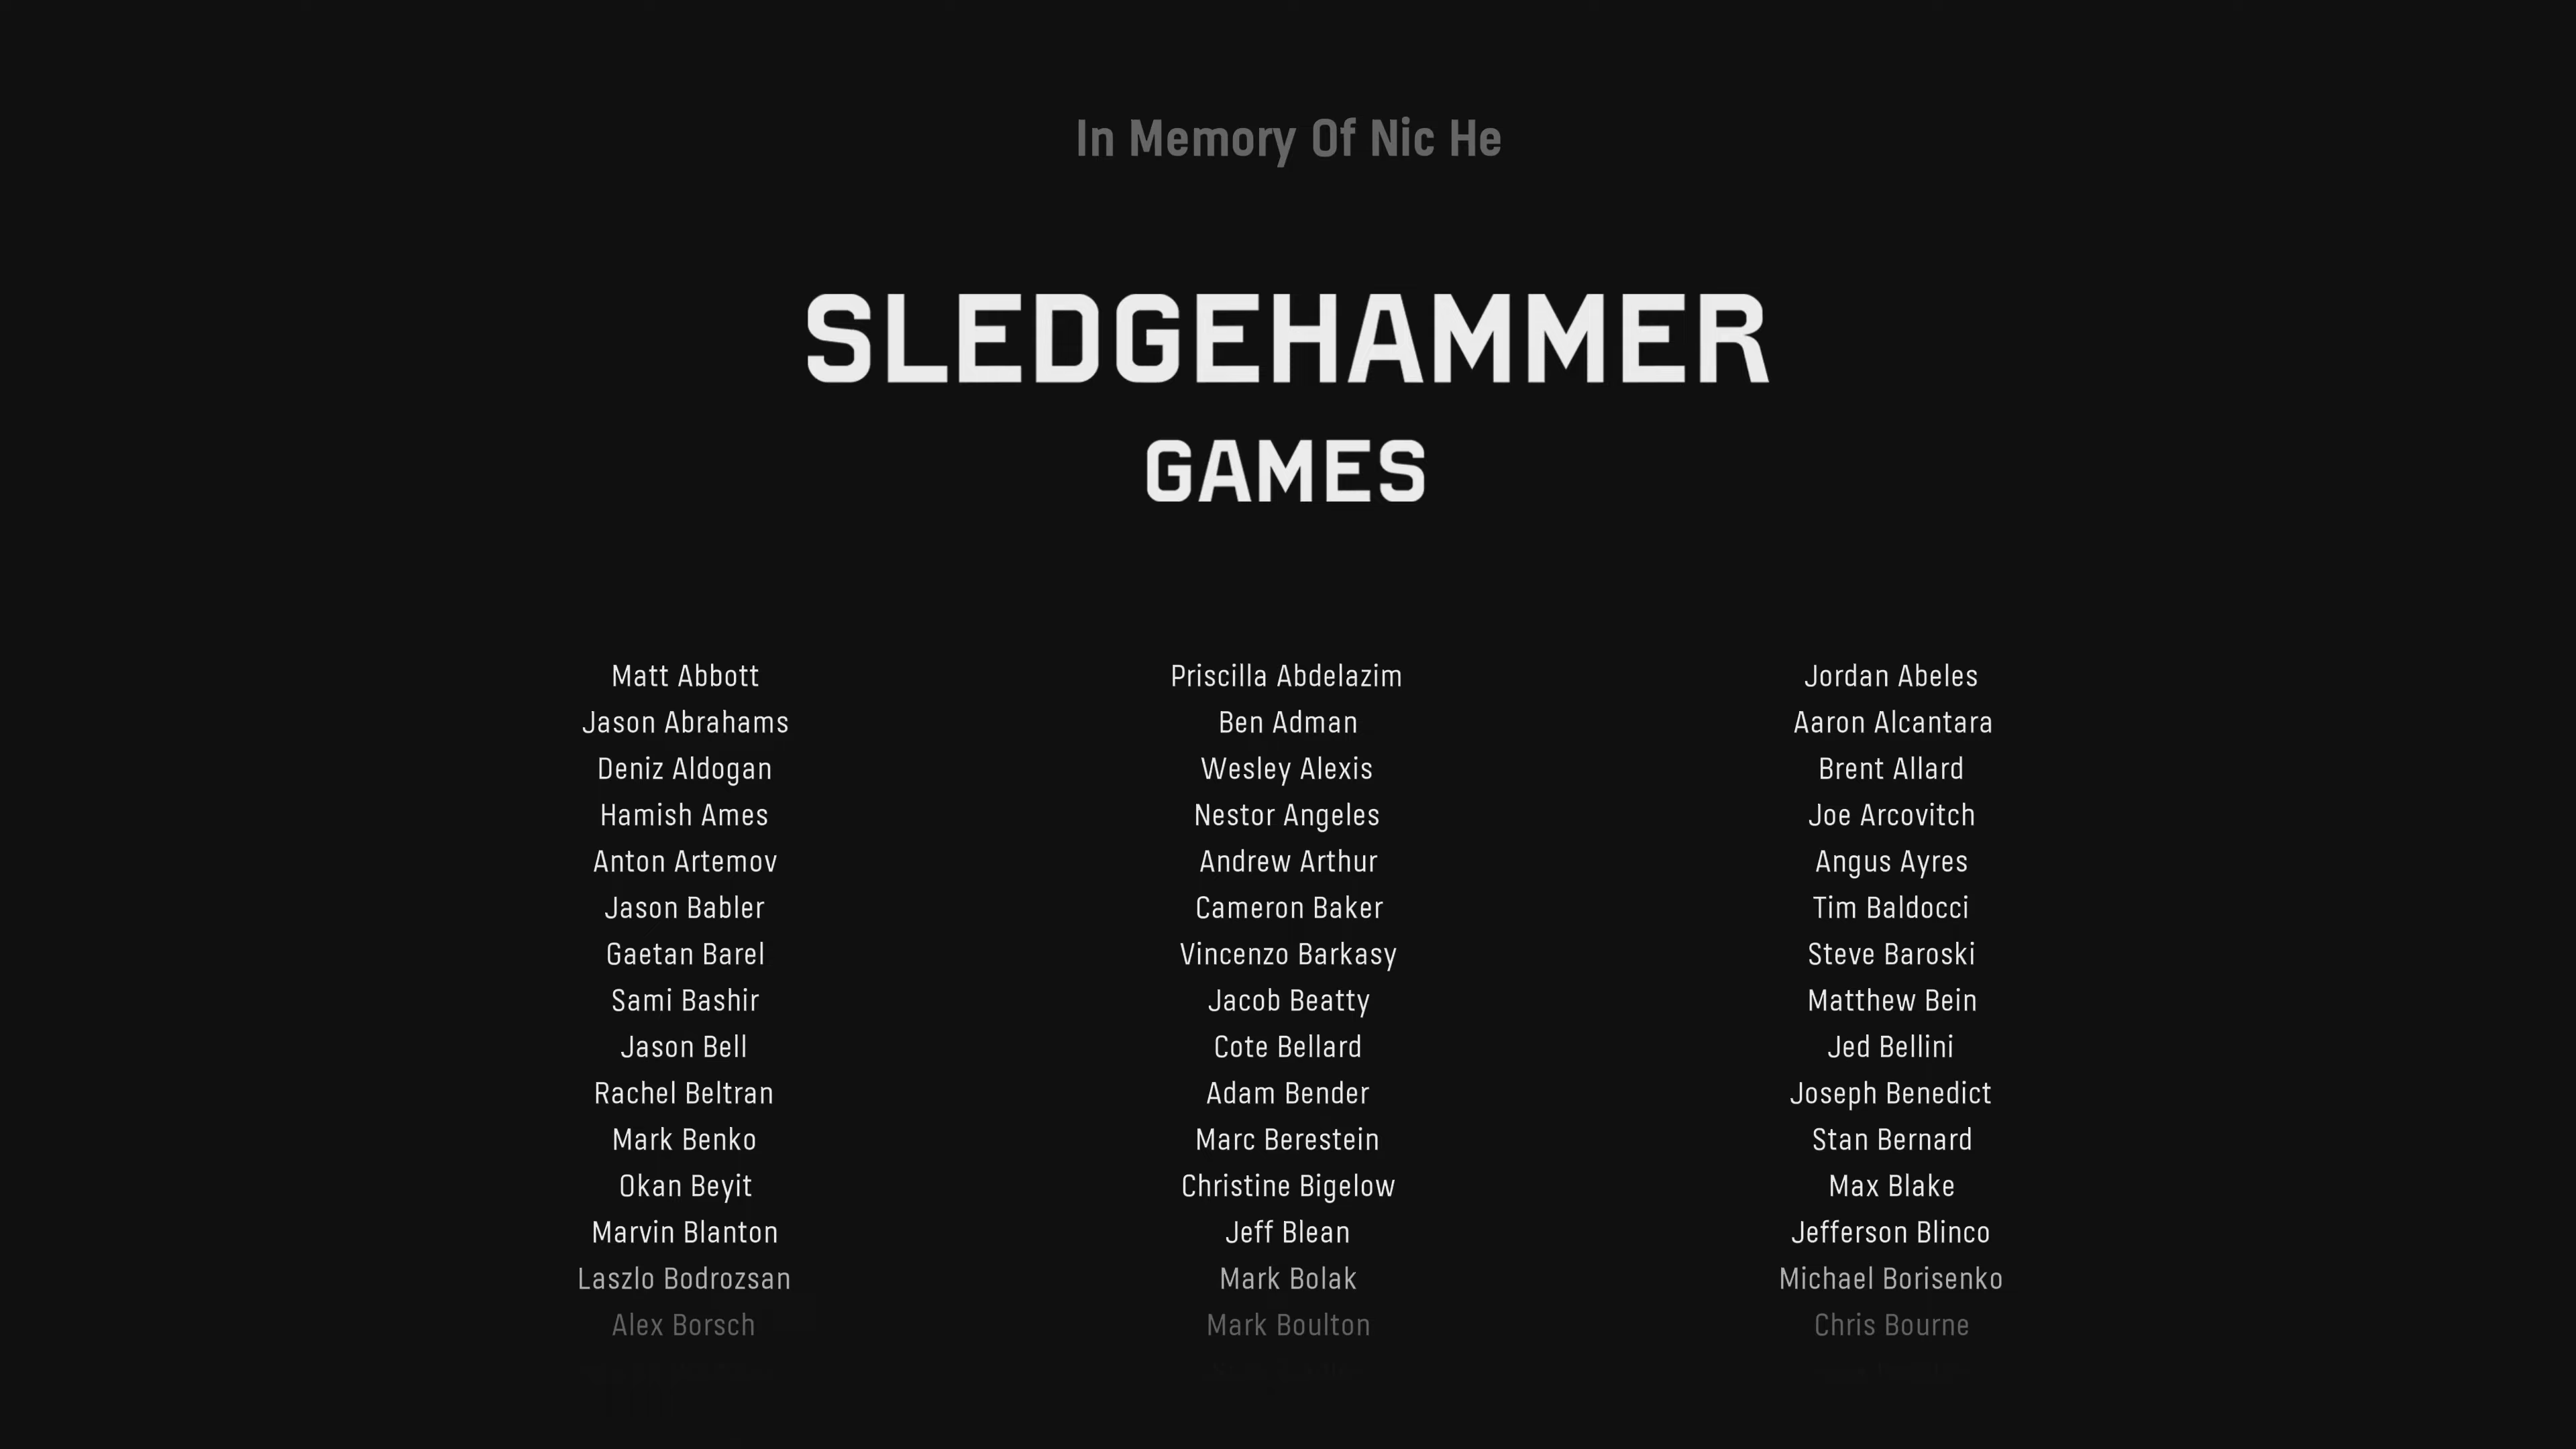 In Memory Of Nic He
SLEDGEHAMMER
GAMES
Matt Abbott Priscilla Abdelazim Jordan Abeles
Jason Abrahams Ben Adman Aaron Alcantara
Deniz Aldogan Wesley Alexis Brent Allard
Hamish Ames Nestor Angeles Joe Arcovitch
Anton Artemov Andrew Arthur Angus Ayres
Jason Babler Cameron Baker Tim Baldocci
Gaetan Barel Vincenzo Barkasy Steve Baroski
Sami Bashir Jacob Beatty Matthew Bein
Jason Bell Cote Bellard Jed Bellini
Rachel Beltran Adam Bender Joseph Benedict
Mark Benko Marc Berestein Stan Bernard
Okan Beyit Christine Bigelow Max Blake
Marvin Blanton Jeff Blean Jefferson Blinco
Laszlo Bodrozsan Mark Bolak Michael Borisenko
Alex Borsch Mark Boulton Chris Bourne